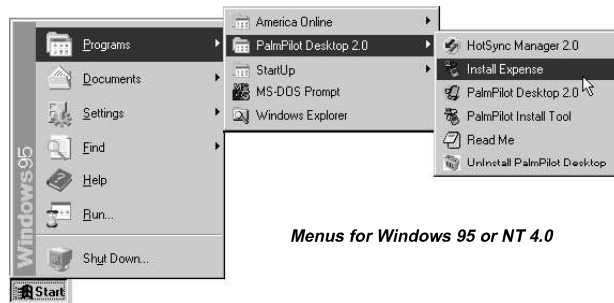 Windows95
Programs
Documents
Settings
Find
Help
Run...
Shut Down...
Start
America Online
PalmPilot Desktop 2.0
StartUp
MS-DOS Prompt
Windows Explorer
HotSync Manager 2.0
Install Expense
PalmPilot Desktop 2.0
PalmPilot Install Tool
Read Me
UnInstall PalmPilot Desktop
Menus for Windows 95 or NT 4.0